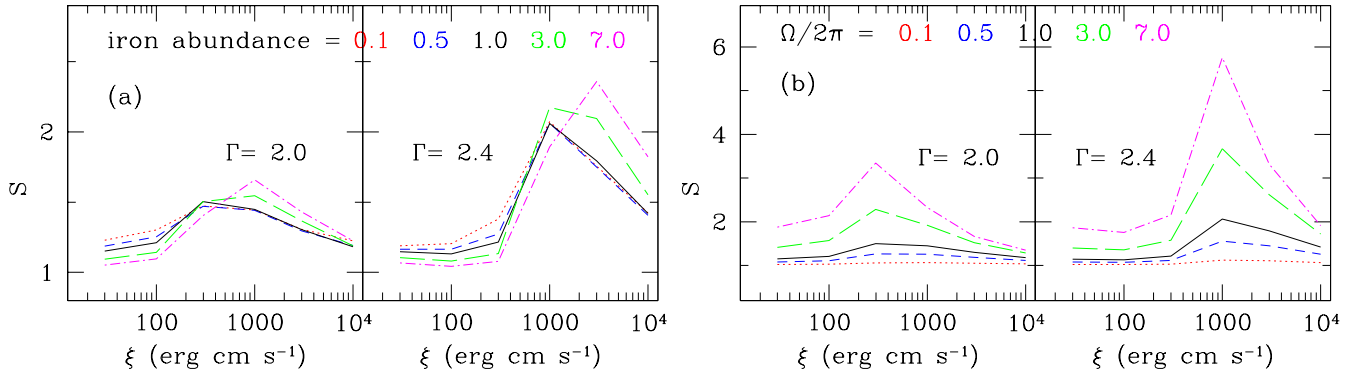 iron abundance = 0.1 0.5 1.0 3.0 7.0
(a)
Γ= 2.0
Γ= 2.4
S
2
1
100 1000 10⁴
100 1000 10⁴
ξ (erg cm s⁻¹)
ξ (erg cm s⁻¹)
Ω/2π = 0.1 0.5 1.0 3.0 7.0
(b)
Γ= 2.0
Γ= 2.4
S
6
4
2
100 1000
100 1000 10⁴
ξ (erg cm s⁻¹)
ξ (erg cm s⁻¹)